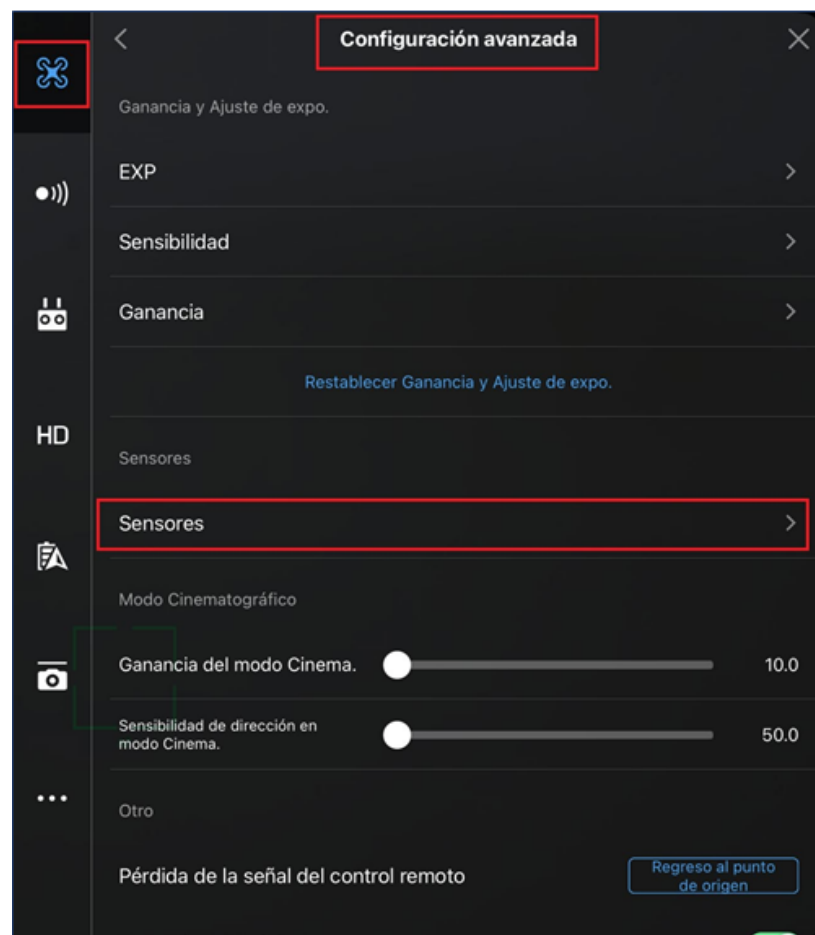 Configuración avanzada
Ganancia y Ajuste de expo.
EXP
Sensibilidad
Ganancia
Restablecer Ganancia y Ajuste de expo.
HD
Sensores
Sensores
Modo Cinematográfico
Ganancia del modo Cinema.
10.0
Sensibilidad de dirección en
modo Cinema.
50.0
Otro
Pérdida de la señal del control remoto
Regreso al punto
de origen